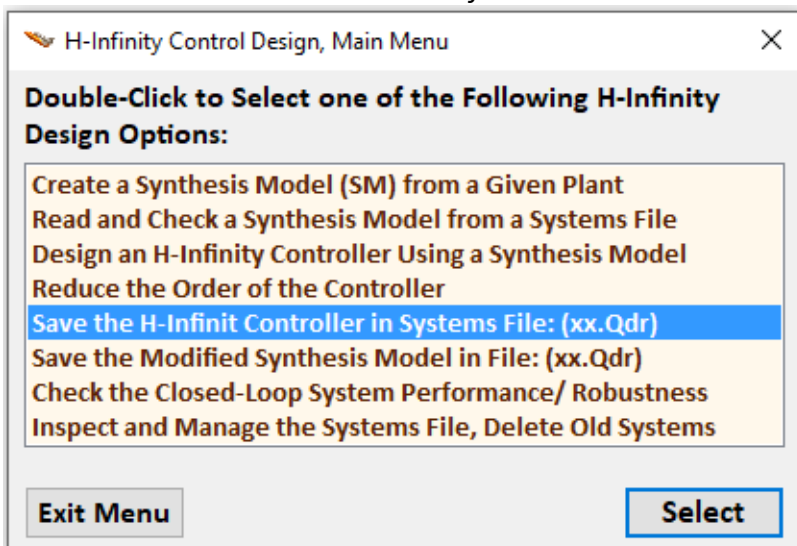 H-Infinity Control Design, Main Menu
Double-Click to Select one of the Following H-Infinity
Design Options:
Create a Synthesis Model (SM) from a Given Plant
Read and Check a Synthesis Model from a Systems File
Design an H-Infinity Controller Using a Synthesis Model
Reduce the Order of the Controller
Save the H-Infinit Controller in Systems File: (xx.Qdr)
Save the Modified Synthesis Model in File: (xx.Qdr)
Check the Closed-Loop System Performance/ Robustness
Inspect and Manage the Systems File, Delete Old Systems
Exit Menu
Select